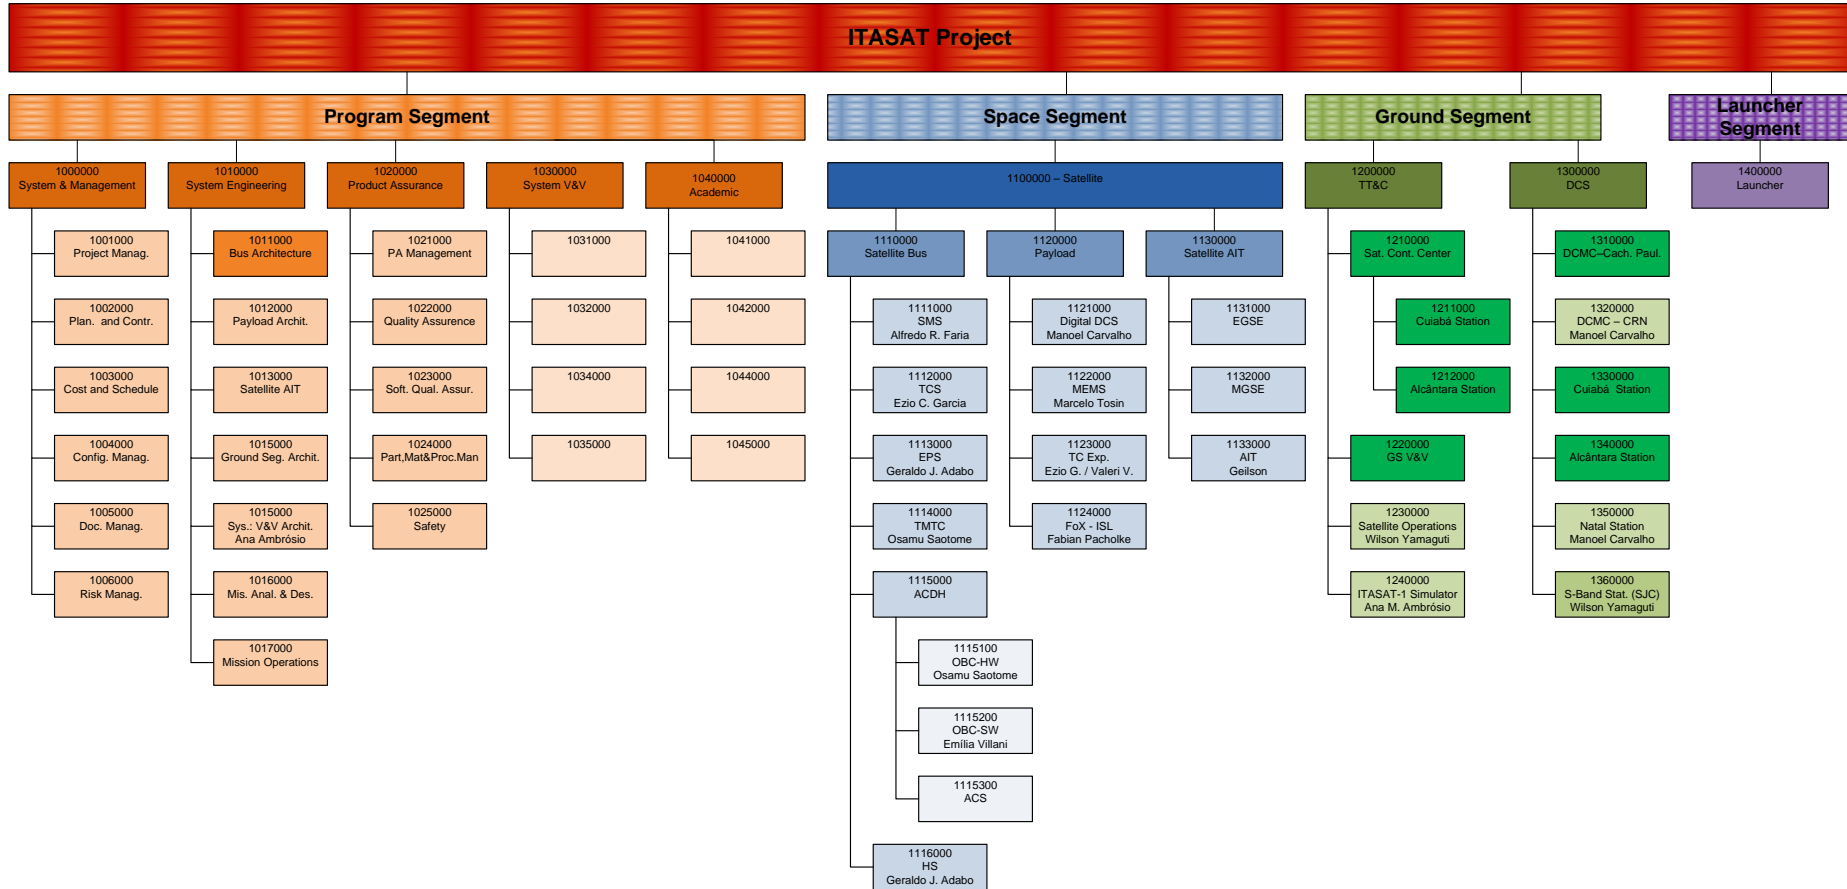 ITASAT Project
Program Segment
Space Segment
Ground Segment
Launcher
Segment
1000000
System & Management
1010000
System Engineering
1020000
Product Assurance
1030000
System V&V
1040000
Academic
1100000 – Satellite
1200000
TT&C
1300000
DCS
1400000
Launcher
1001000
Project Manag.
1002000
Plan.  and Contr.
1003000
Cost and Schedule
1004000
Config. Manag.
1005000
Doc. Manag.
1006000
Risk Manag.
1011000
Bus Architecture
1012000
Payload Archit.
1013000
Satellite AIT
1015000
Ground Seg. Archit.
1015000
Sys.: V&V Archit.
Ana Ambrósio
1016000
Mis. Anal. & Des.
1017000
Mission Operations
1021000
PA Management
1022000
Quality Assurence
1023000
Soft. Qual. Assur.
1024000
Part,Mat&Proc.Man
1025000
Safety
1031000
1032000
1034000
1035000
1041000
1042000
1044000
1045000
1110000
Satellite Bus
1111000
SMS
Alfredo R. Faria
1112000
TCS
Ezio C. Garcia
1113000
EPS
Geraldo J. Adabo
1114000
TMTC
Osamu Saotome
1115000
ACDH
1115100
OBC-HW
Osamu Saotome
1115200
OBC-SW
Emília Villani
1115300
ACS
1116000
HS
Geraldo J. Adabo
1120000
Payload
1121000
Digital DCS
Manoel Carvalho
1122000
MEMS
Marcelo Tosin
1123000
TC Exp.
Ezio G. / Valeri V.
1124000
FoX - ISL
Fabian Pacholke
1130000
Satellite AIT
1131000
EGSE
1132000
MGSE
1133000
AIT
Geilson
1210000
Sat. Cont. Center
1211000
Cuiabá Station
1212000
Alcântara Station
1220000
GS V&V
1230000
Satellite Operations
Wilson Yamaguti
1240000
ITASAT-1 Simulator
Ana M. Ambrósio
1310000
DCMC–Cach. Paul.
1320000
DCMC – CRN
Manoel Carvalho
1330000
Cuiabá  Station
1340000
Alcântara Station
1350000
Natal Station
Manoel Carvalho
1360000
S-Band Stat. (SJC)
Wilson Yamaguti